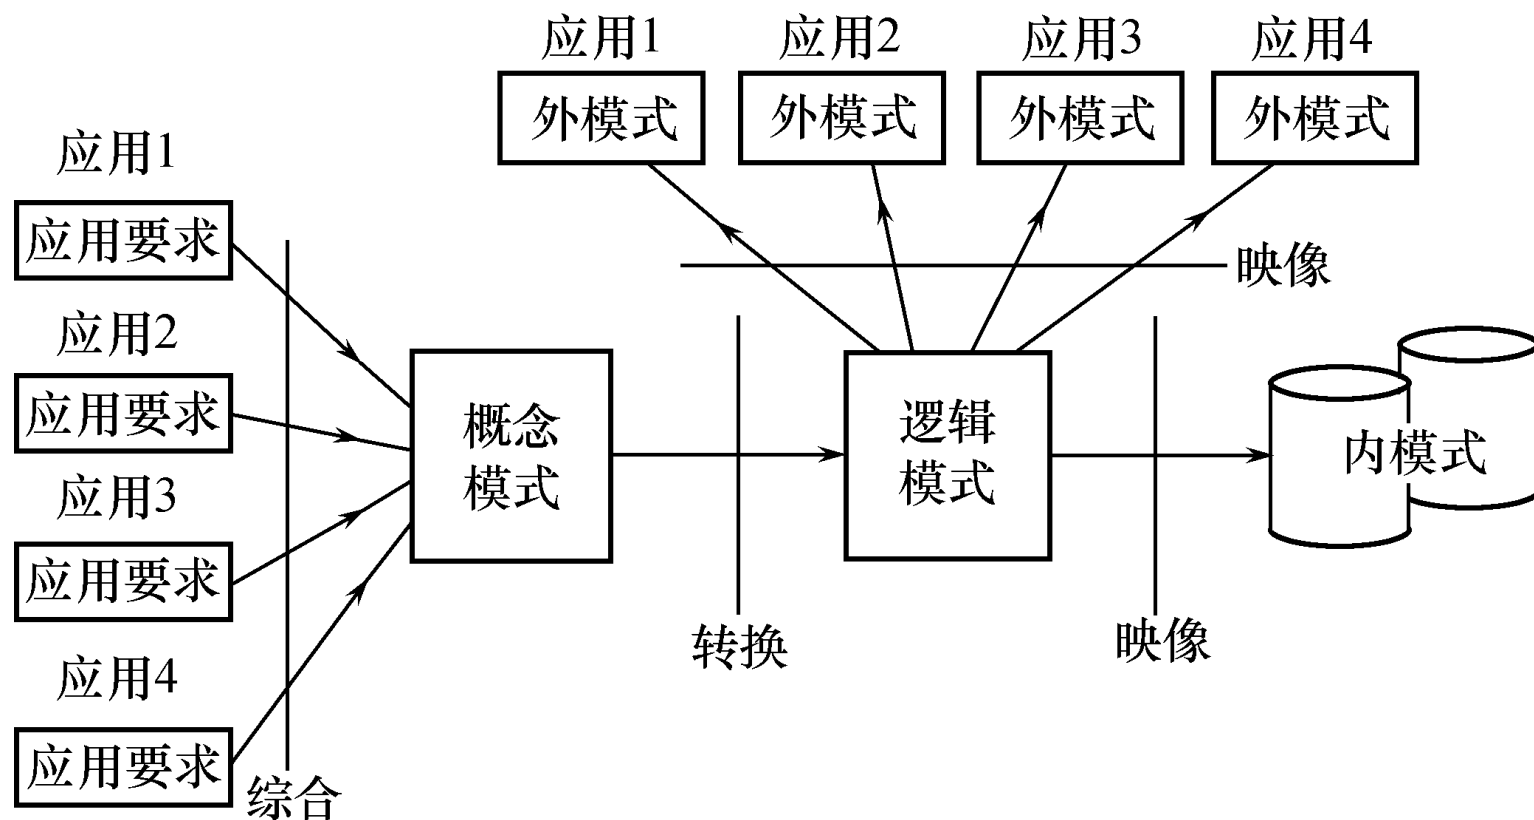 应用1
应用2
应用3
应用4
外模式
外模式
外模式
外模式
映像
应用1
应用要求
应用2
应用要求
应用3
应用要求
应用4
应用要求
综合
概念
模式
转换
逻辑
模式
映像
内模式